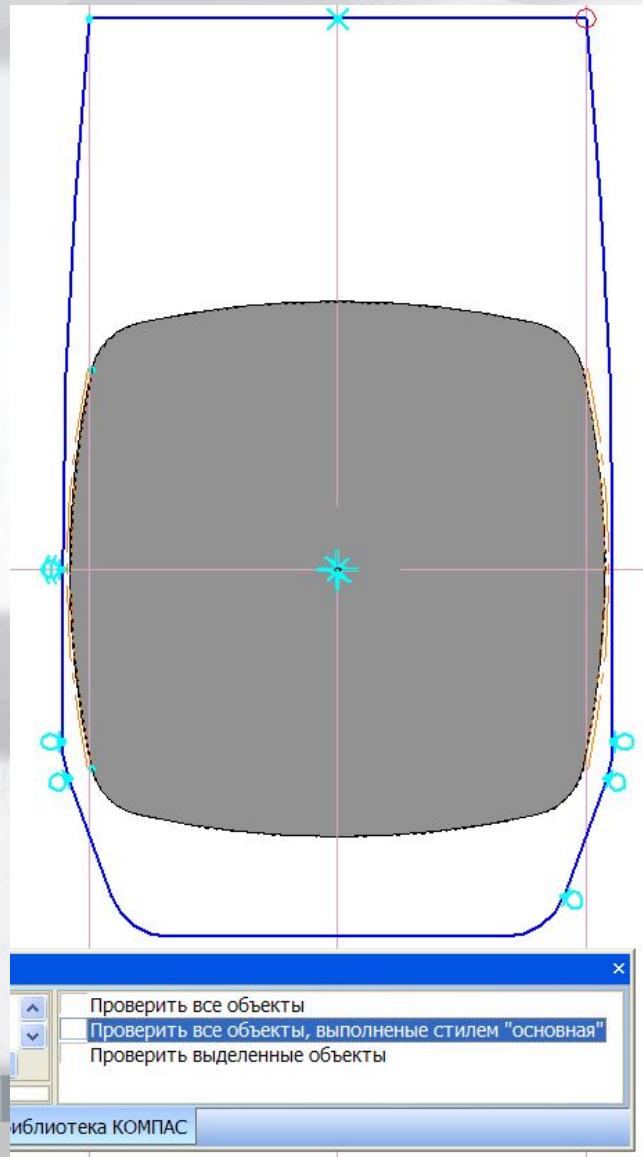 Проверить все объекты
Проверить все объекты, выполненые стилем "основная"
Проверить выделенные объекты
иблиотека КОМПАС